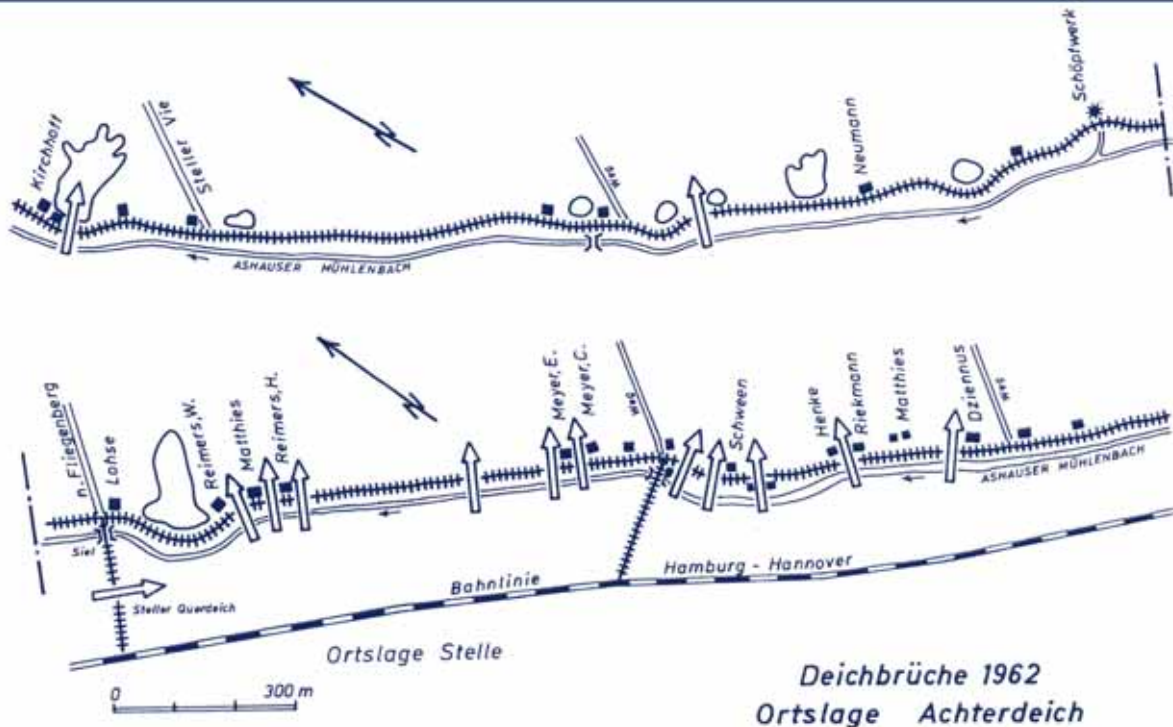 Kirchhoff
Steller Vie
Weg
Neumann
Schöpfwerk
ASHAUSER MÜHLENBACH
n. Fliegenberg
Lohse
Reimers, W.
Matthies
Reimers, H.
Meyer, E.
Meyer, C.
Weg
Schween
Henke
Riekmann
Matthies
Dziennus
Weg
ASHAUSER MÜHLENBACH
Siel
Steller Querdeich
Bahnlinie
Hamburg - Hannover
Ortslage Stelle
0 300 m
Deichbrüche 1962
Ortslage Achterdeich